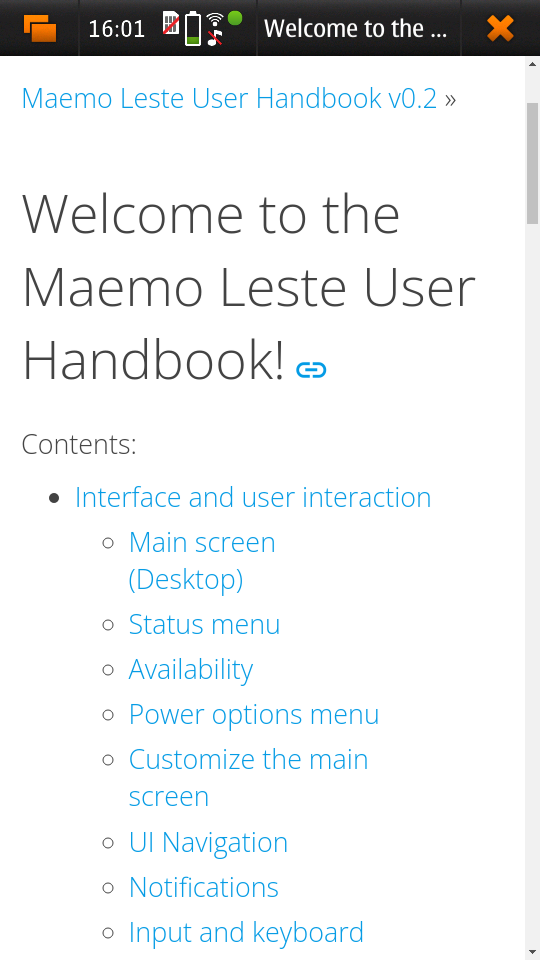 16:01
Welcome to the ...
Maemo Leste User Handbook v0.2 »
Welcome to the
Maemo Leste User
Handbook!
Contents:
Interface and user interaction
Main screen
(Desktop)
Status menu
Availability
Power options menu
Customize the main
screen
UI Navigation
Notifications
Input and keyboard